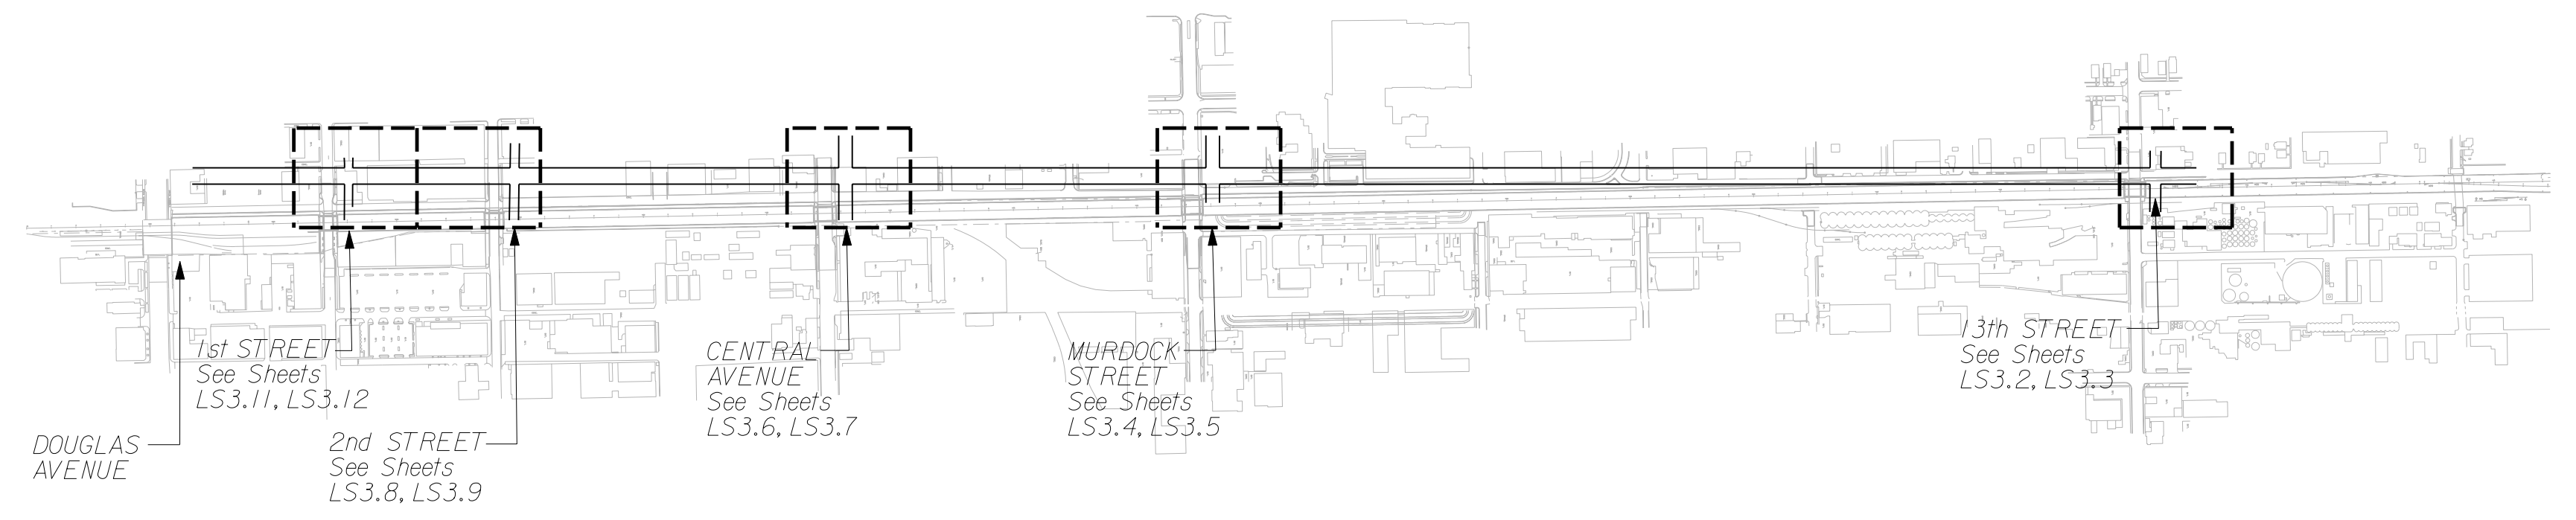 1st STREET
See Sheets
LS3.11, LS3.12
DOUGLAS
AVENUE
2nd STREET
See Sheets
LS3.8, LS3.9
CENTRAL
AVENUE
See Sheets
LS3.6, LS3.7
MURDOCK
STREET
See Sheets
LS3.4, LS3.5
13th STREET
See Sheets
LS3.2, LS3.3